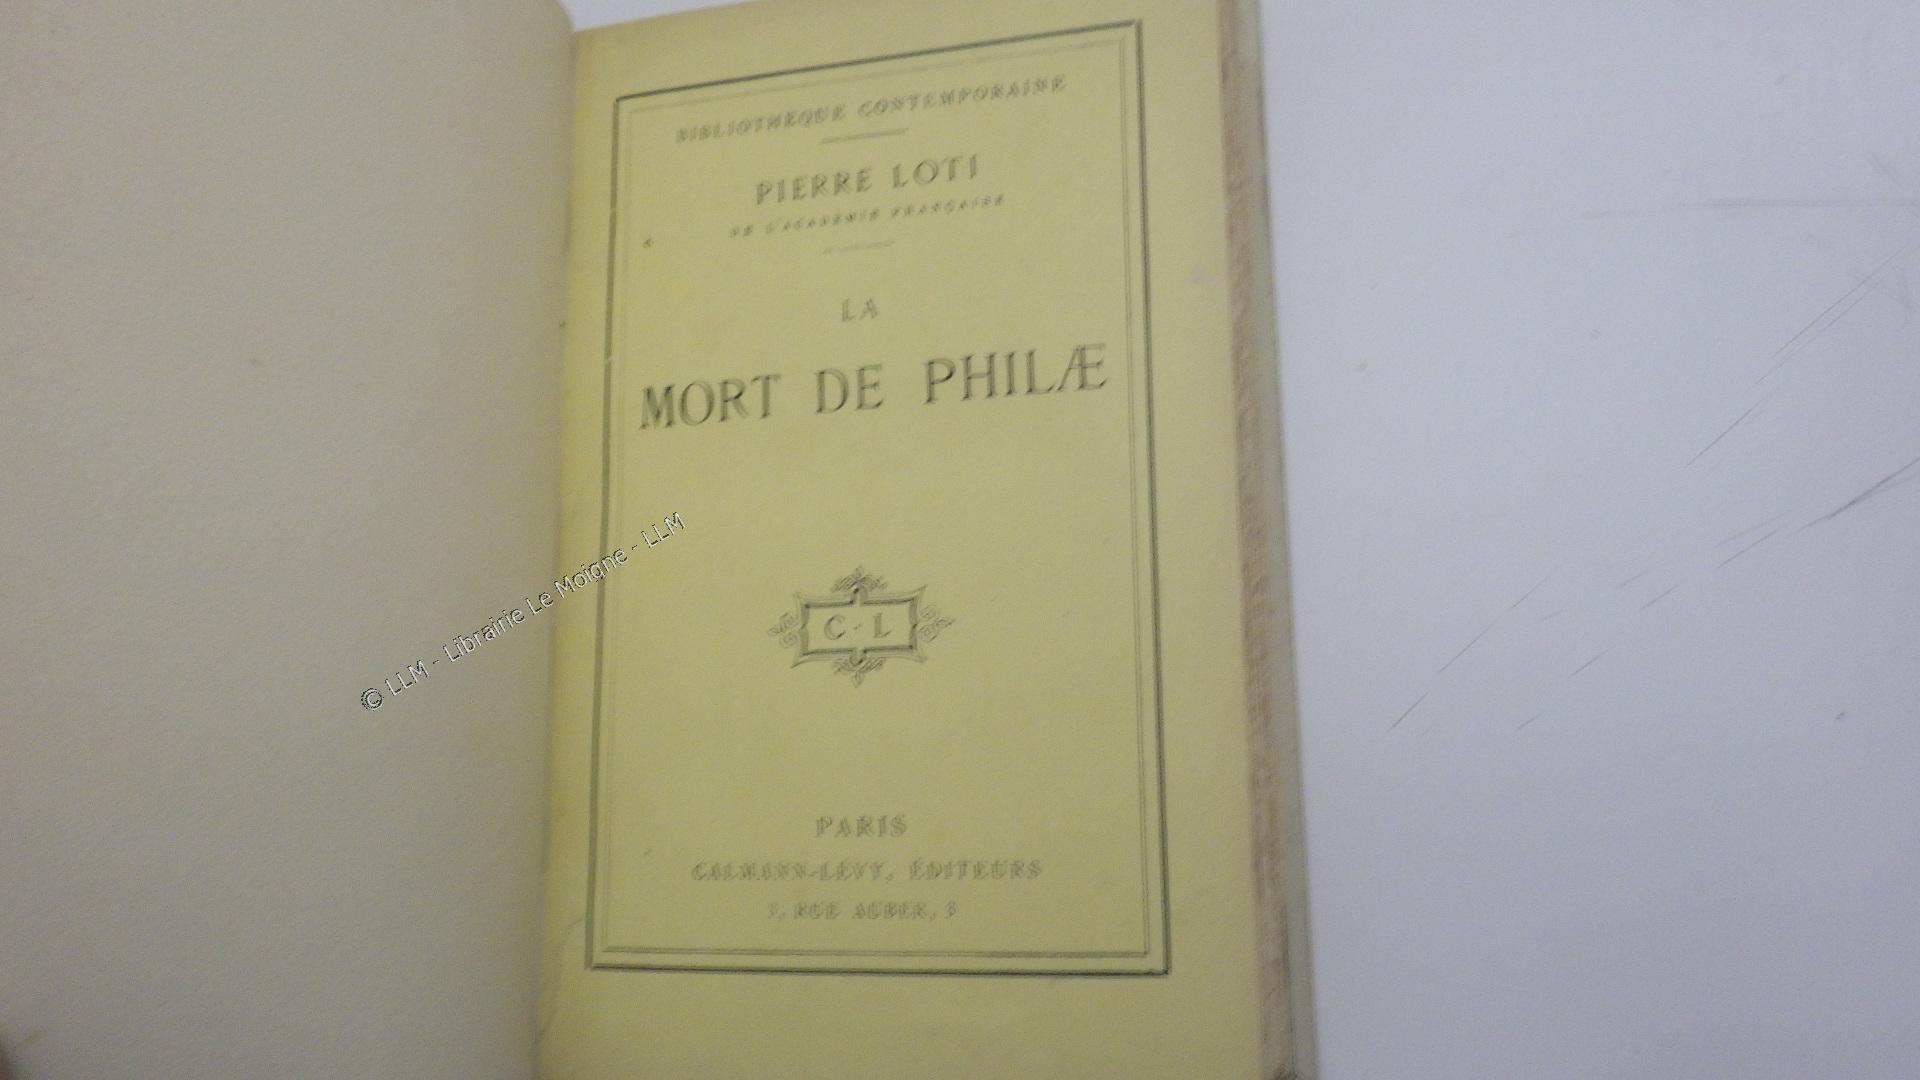 BIBLIOTHÈQUE CONTEMPORAINE
PIERRE LOTI
DE L'ACADÉMIE FRANÇAISE
LA
MORT DE PHILÆ
C-L
PARIS
CALMANN-LÉVY, ÉDITEURS
3, RUE AUBER, 3
© LLM - Librairie Le Moigne - LLM